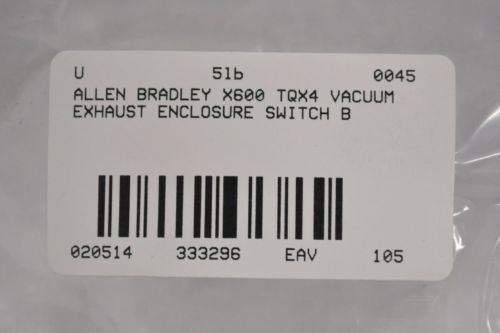 U 51b 0045
ALLEN BRADLEY X600 TQX4 VACUUM
EXHAUST ENCLOSURE SWITCH B
020514 333296 EAV 105